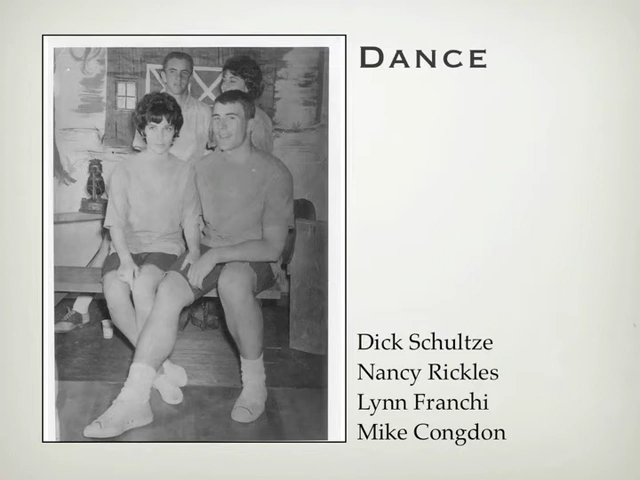 DANCE
Dick Schultze
Nancy Rickles
Lynn Franchi
Mike Congdon